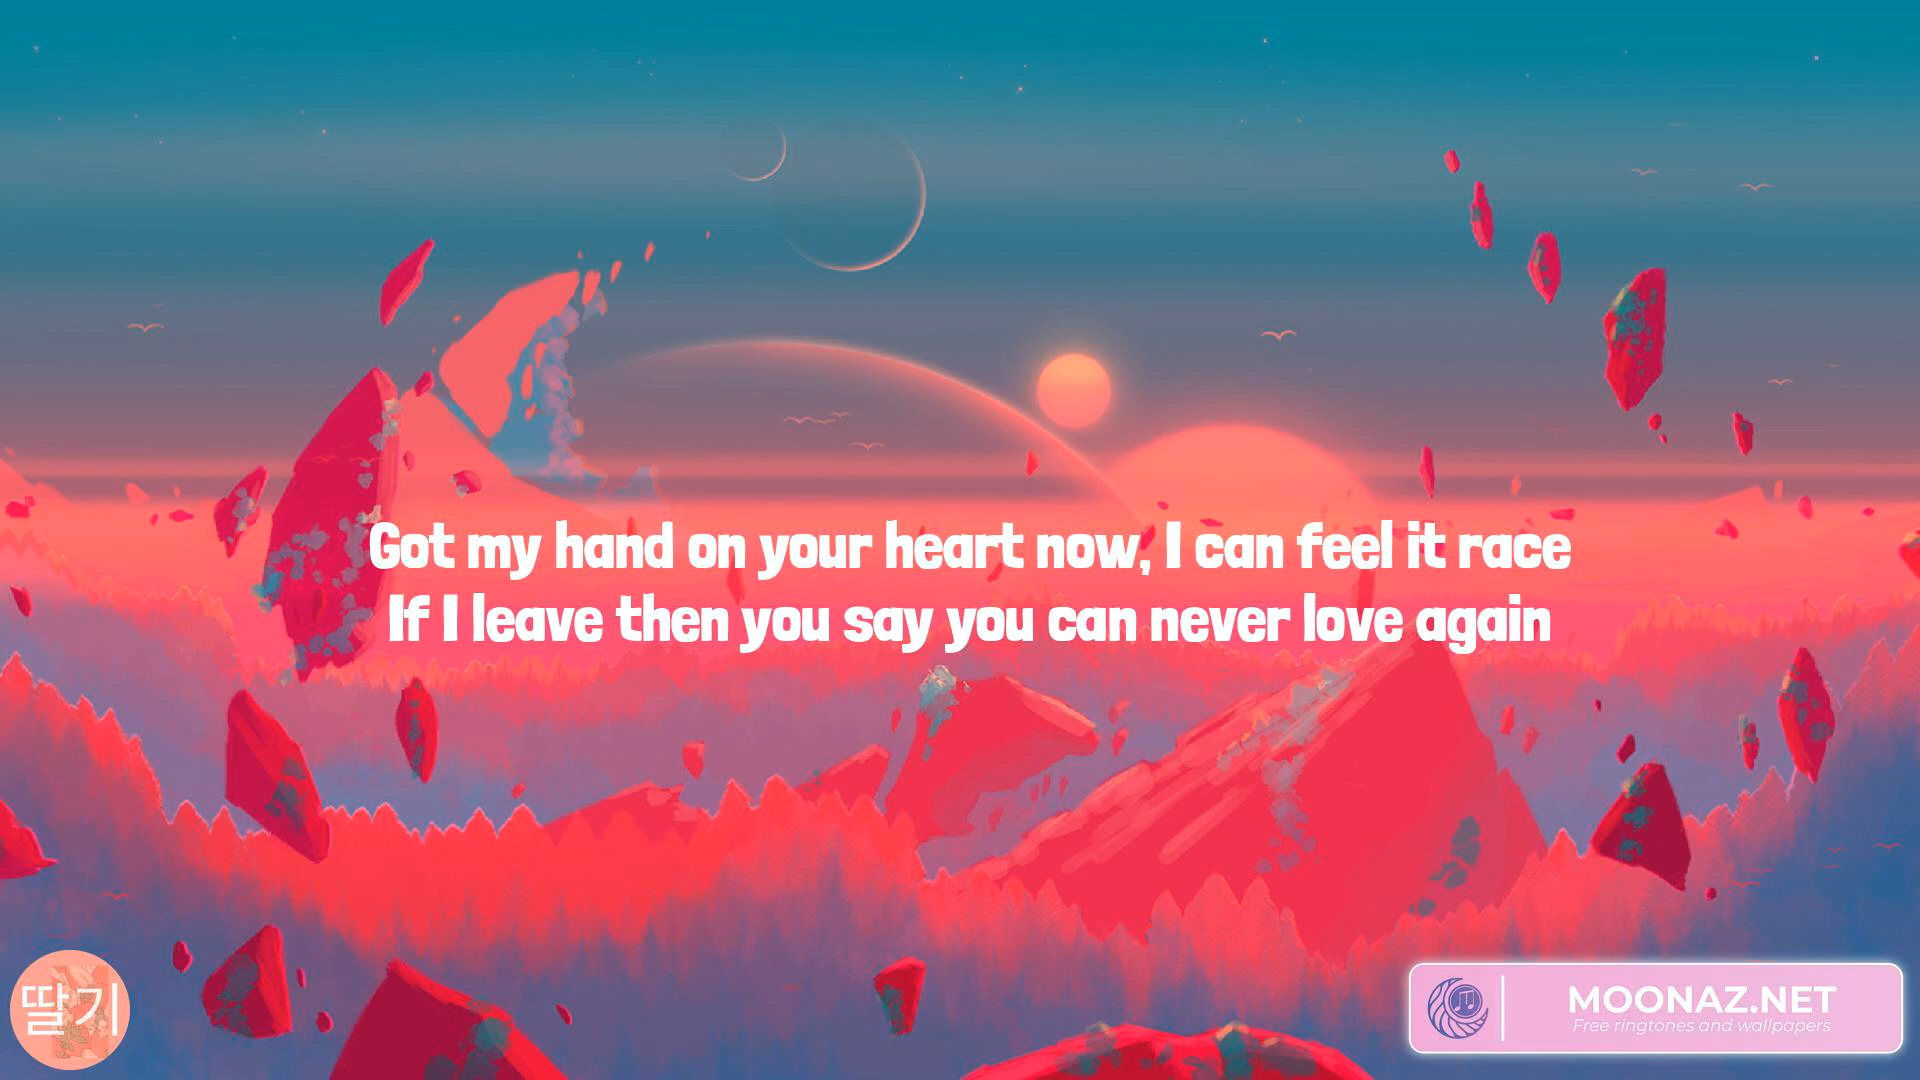 Got my hand on your heart now, I can feel it race
If I leave then you say you can never love again
딸기
MOONAZ.NET
Free ringtones and wallpapers